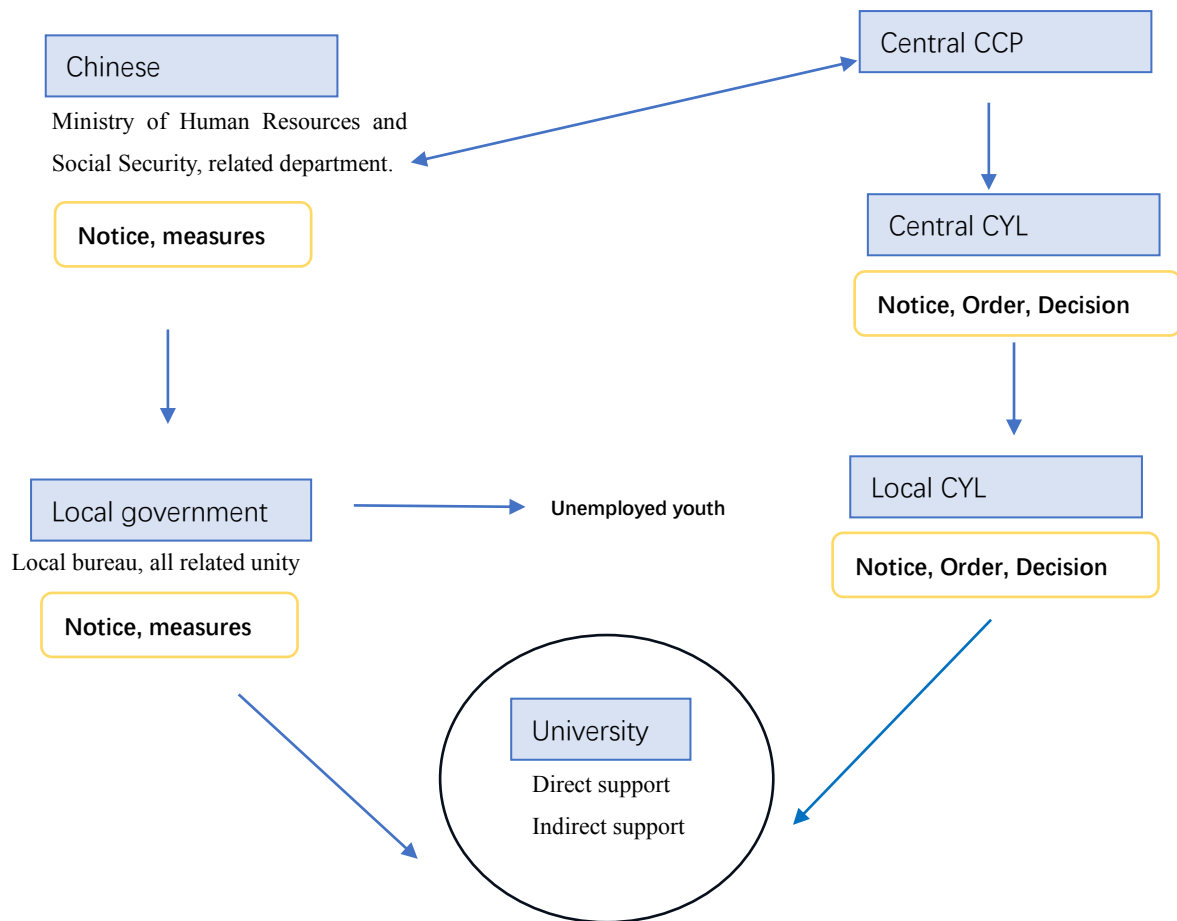 Chinese
Central CCP
Ministry of Human Resources and
Social Security, related department.
Notice, measures
Central CYL
Notice, Order, Decision
Local government
Unemployed youth
Local CYL
Local bureau, all related unity
Notice, Order, Decision
Notice, measures
University
Direct support
Indirect support